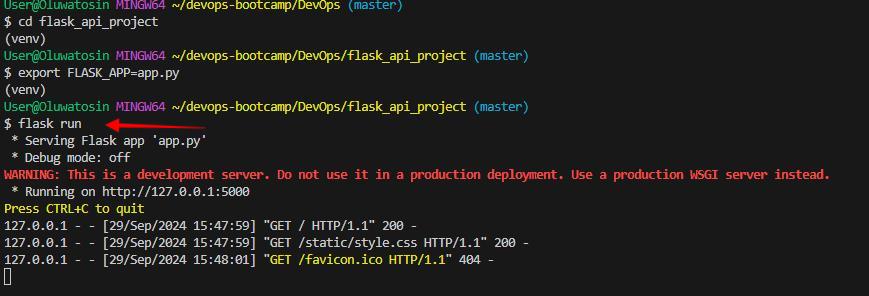 User@Oluwatosin MINGW64 ~/devops-bootcamp/DevOps (master)
$ cd flask_api_project
(venv)
User@Oluwatosin MINGW64 ~/devops-bootcamp/DevOps/flask_api_project (master)
$ export FLASK_APP=app.py
(venv)
User@Oluwatosin MINGW64 ~/devops-bootcamp/DevOps/flask_api_project (master)
$ flask run
 * Serving Flask app 'app.py'
 * Debug mode: off
WARNING: This is a development server. Do not use it in a production deployment. Use a production WSGI server instead.
 * Running on http://127.0.0.1:5000
Press CTRL+C to quit
127.0.0.1 - - [29/Sep/2024 15:47:59] "GET / HTTP/1.1" 200 -
127.0.0.1 - - [29/Sep/2024 15:47:59] "GET /static/style.css HTTP/1.1" 200 -
127.0.0.1 - - [29/Sep/2024 15:48:01] "GET /favicon.ico HTTP/1.1" 404 -